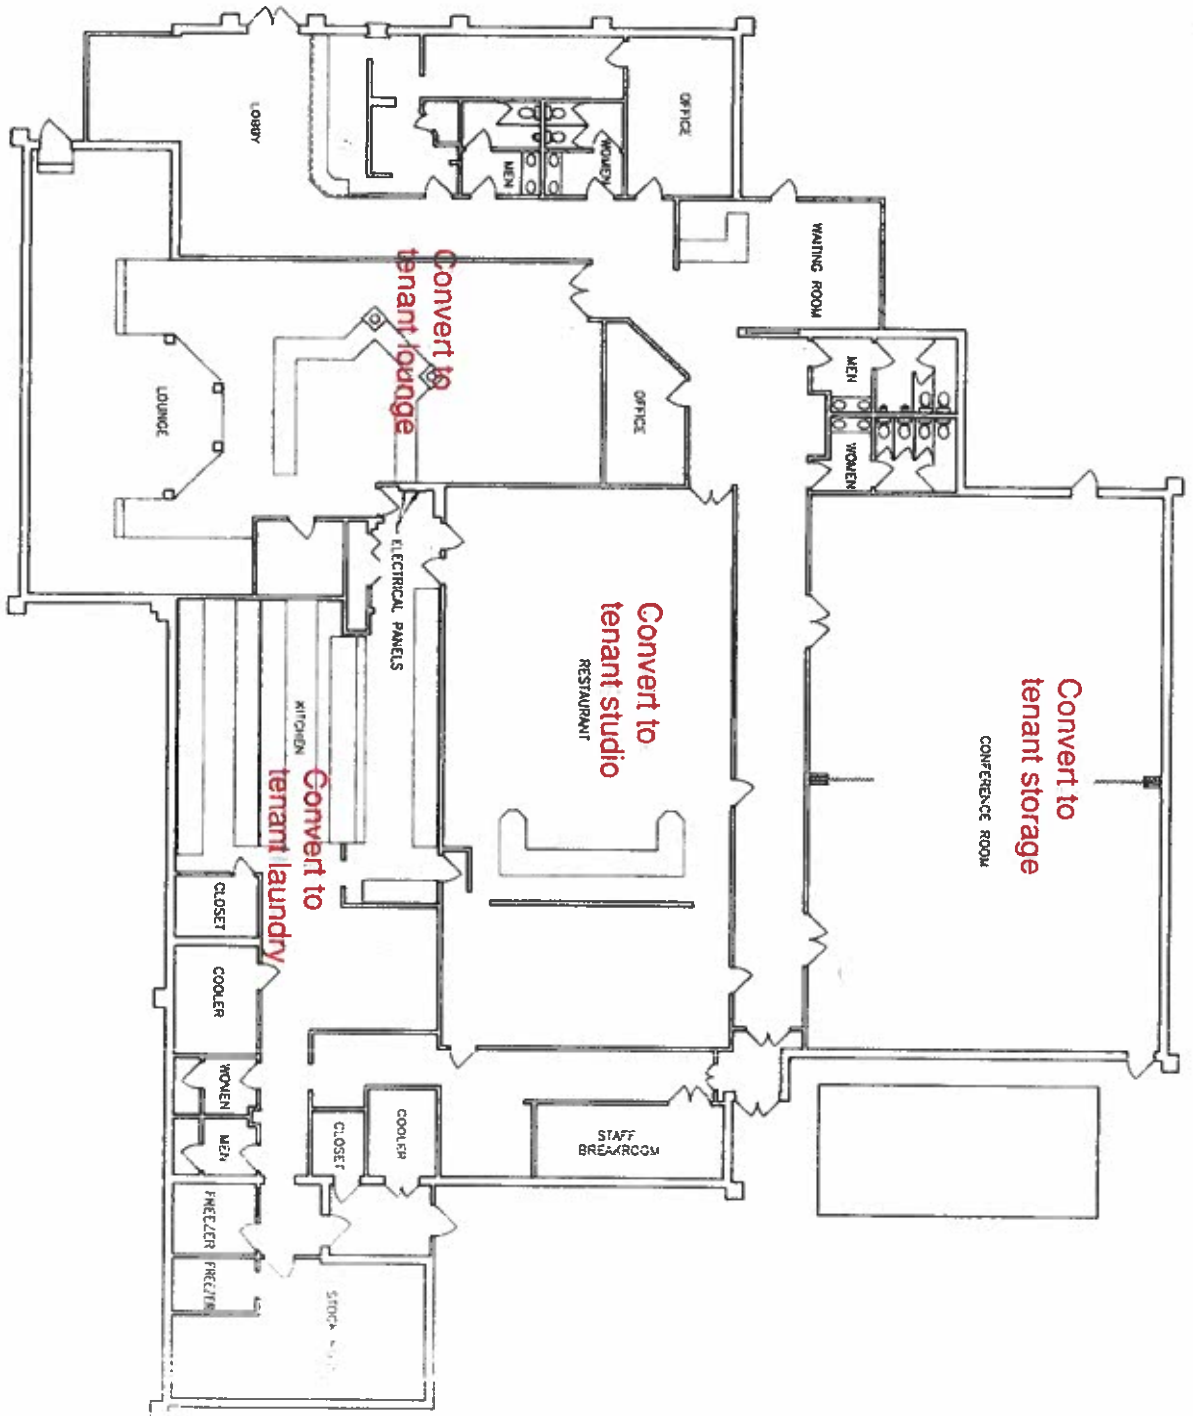 OFFICE
LOBBY
MEN
WOMEN
WAITING ROOM
Convert to
tenant lounge
MEN
WOMEN
OFFICE
LOUNGE
ELECTRICAL PANELS
Convert to
tenant studio
RESTAURANT
Convert to
tenant storage
CONFERENCE ROOM
KITCHEN
Convert to
tenant laundry
CLOSET
COOLER
WOMEN
MEN
CLOSET
COOLER
STAFF
BREAKROOM
FREEZER
FREEZER
STOCK